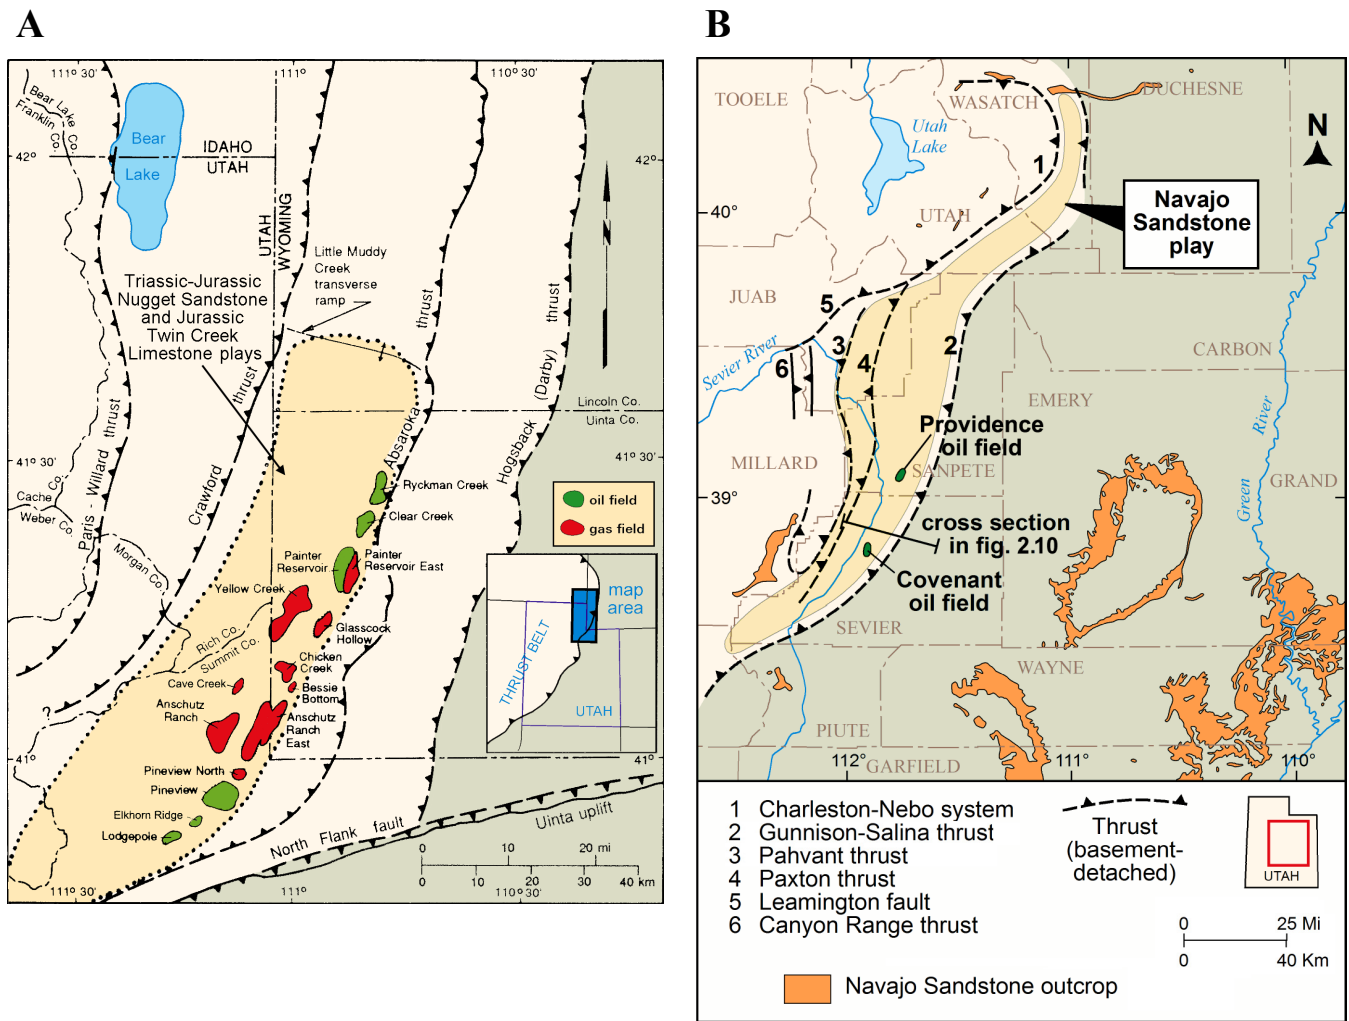 A
111° 30'
111°
110° 30'
Bear Lake Co.
Franklin Co.
42°
Bear
Lake
IDAHO
UTAH
42°
UTAH
WYOMING
N
Little Muddy
Creek
transverse
ramp
Triassic-Jurassic
Nugget Sandstone
and Jurassic
Twin Creek
Limestone plays
Paris - Willard thrust
Crawford thrust
Absaroka thrust
Hogsback (Darby) thrust
Lincoln Co.
Uinta Co.
41° 30'
41° 30'
Cache Co.
Weber Co.
Morgan Co.
Rich Co.
Summit Co.
Ryckman Creek
Clear Creek
Painter
Reservoir
Painter
Reservoir East
Yellow Creek
Glasscock
Hollow
Chicken
Creek
Cave Creek
Bessie
Bottom
Anschutz
Ranch
Anschutz
Ranch
East
Pineview North
Pineview
Elkhorn Ridge
Lodgepole
?
41°
41°
oil field
gas field
map
area
THRUST BELT
UTAH
North Flank fault
Uinta uplift
0 10 20 mi
0 10 20 30 40 km
111° 30'
111°
110° 30'
B
TOOELE
WASATCH
DUCHESNE
N
Utah
Lake
1
40°
UTAH
Navajo
Sandstone
play
JUAB
5
Sevier River
3
4
2
6
CARBON
EMERY
Green River
Providence
oil field
MILLARD
SANPETE
GRAND
39°
cross section
in fig. 2.10
Covenant
oil field
SEVIER
WAYNE
PIUTE
GARFIELD
112°
111°
110°
1 Charleston-Nebo system
2 Gunnison-Salina thrust
3 Pahvant thrust
4 Paxton thrust
5 Leamington fault
6 Canyon Range thrust
Thrust
(basement-
detached)
UTAH
0 25 Mi
0 40 Km
Navajo Sandstone outcrop